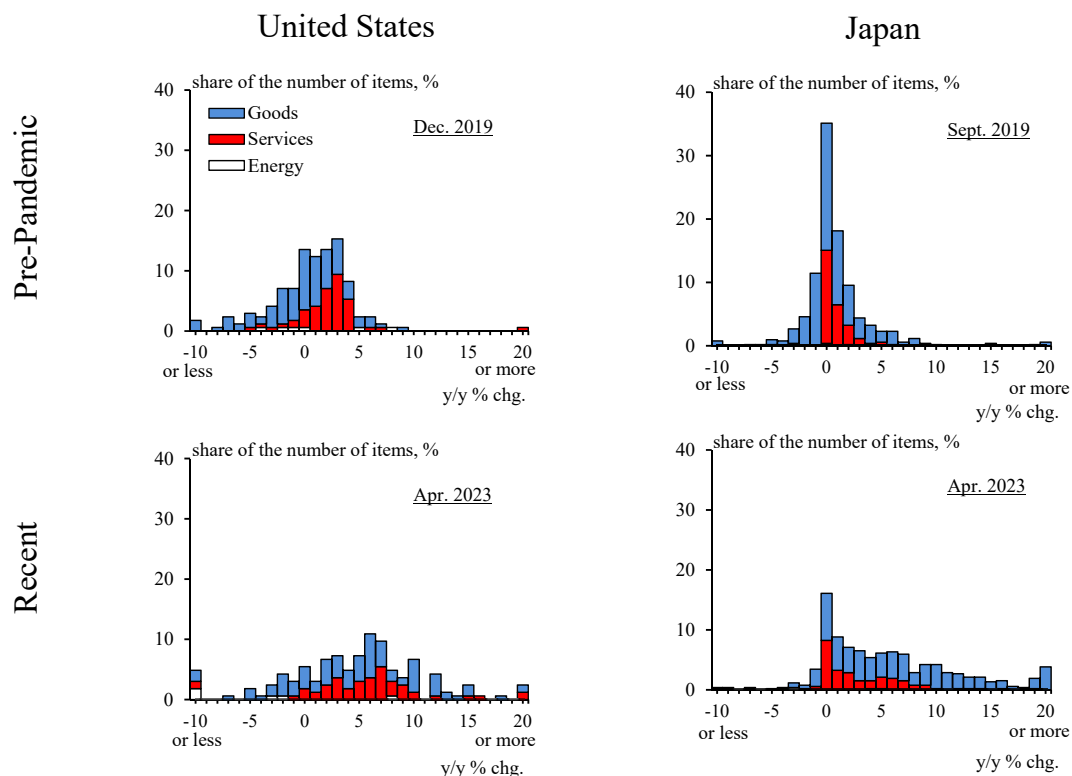 United States
Japan
Pre-Pandemic
share of the number of items, %
40
30
20
10
0
Goods
Services
Energy
Dec. 2019
-10 -5 0 5 10 15 20
or less or more
y/y % chg.
share of the number of items, %
40
30
20
10
0
Sept. 2019
-10 -5 0 5 10 15 20
or less or more
y/y % chg.
Recent
share of the number of items, %
40
30
20
10
0
Apr. 2023
-10 -5 0 5 10 15 20
or less or more
y/y % chg.
share of the number of items, %
40
30
20
10
0
Apr. 2023
-10 -5 0 5 10 15 20
or less or more
y/y % chg.